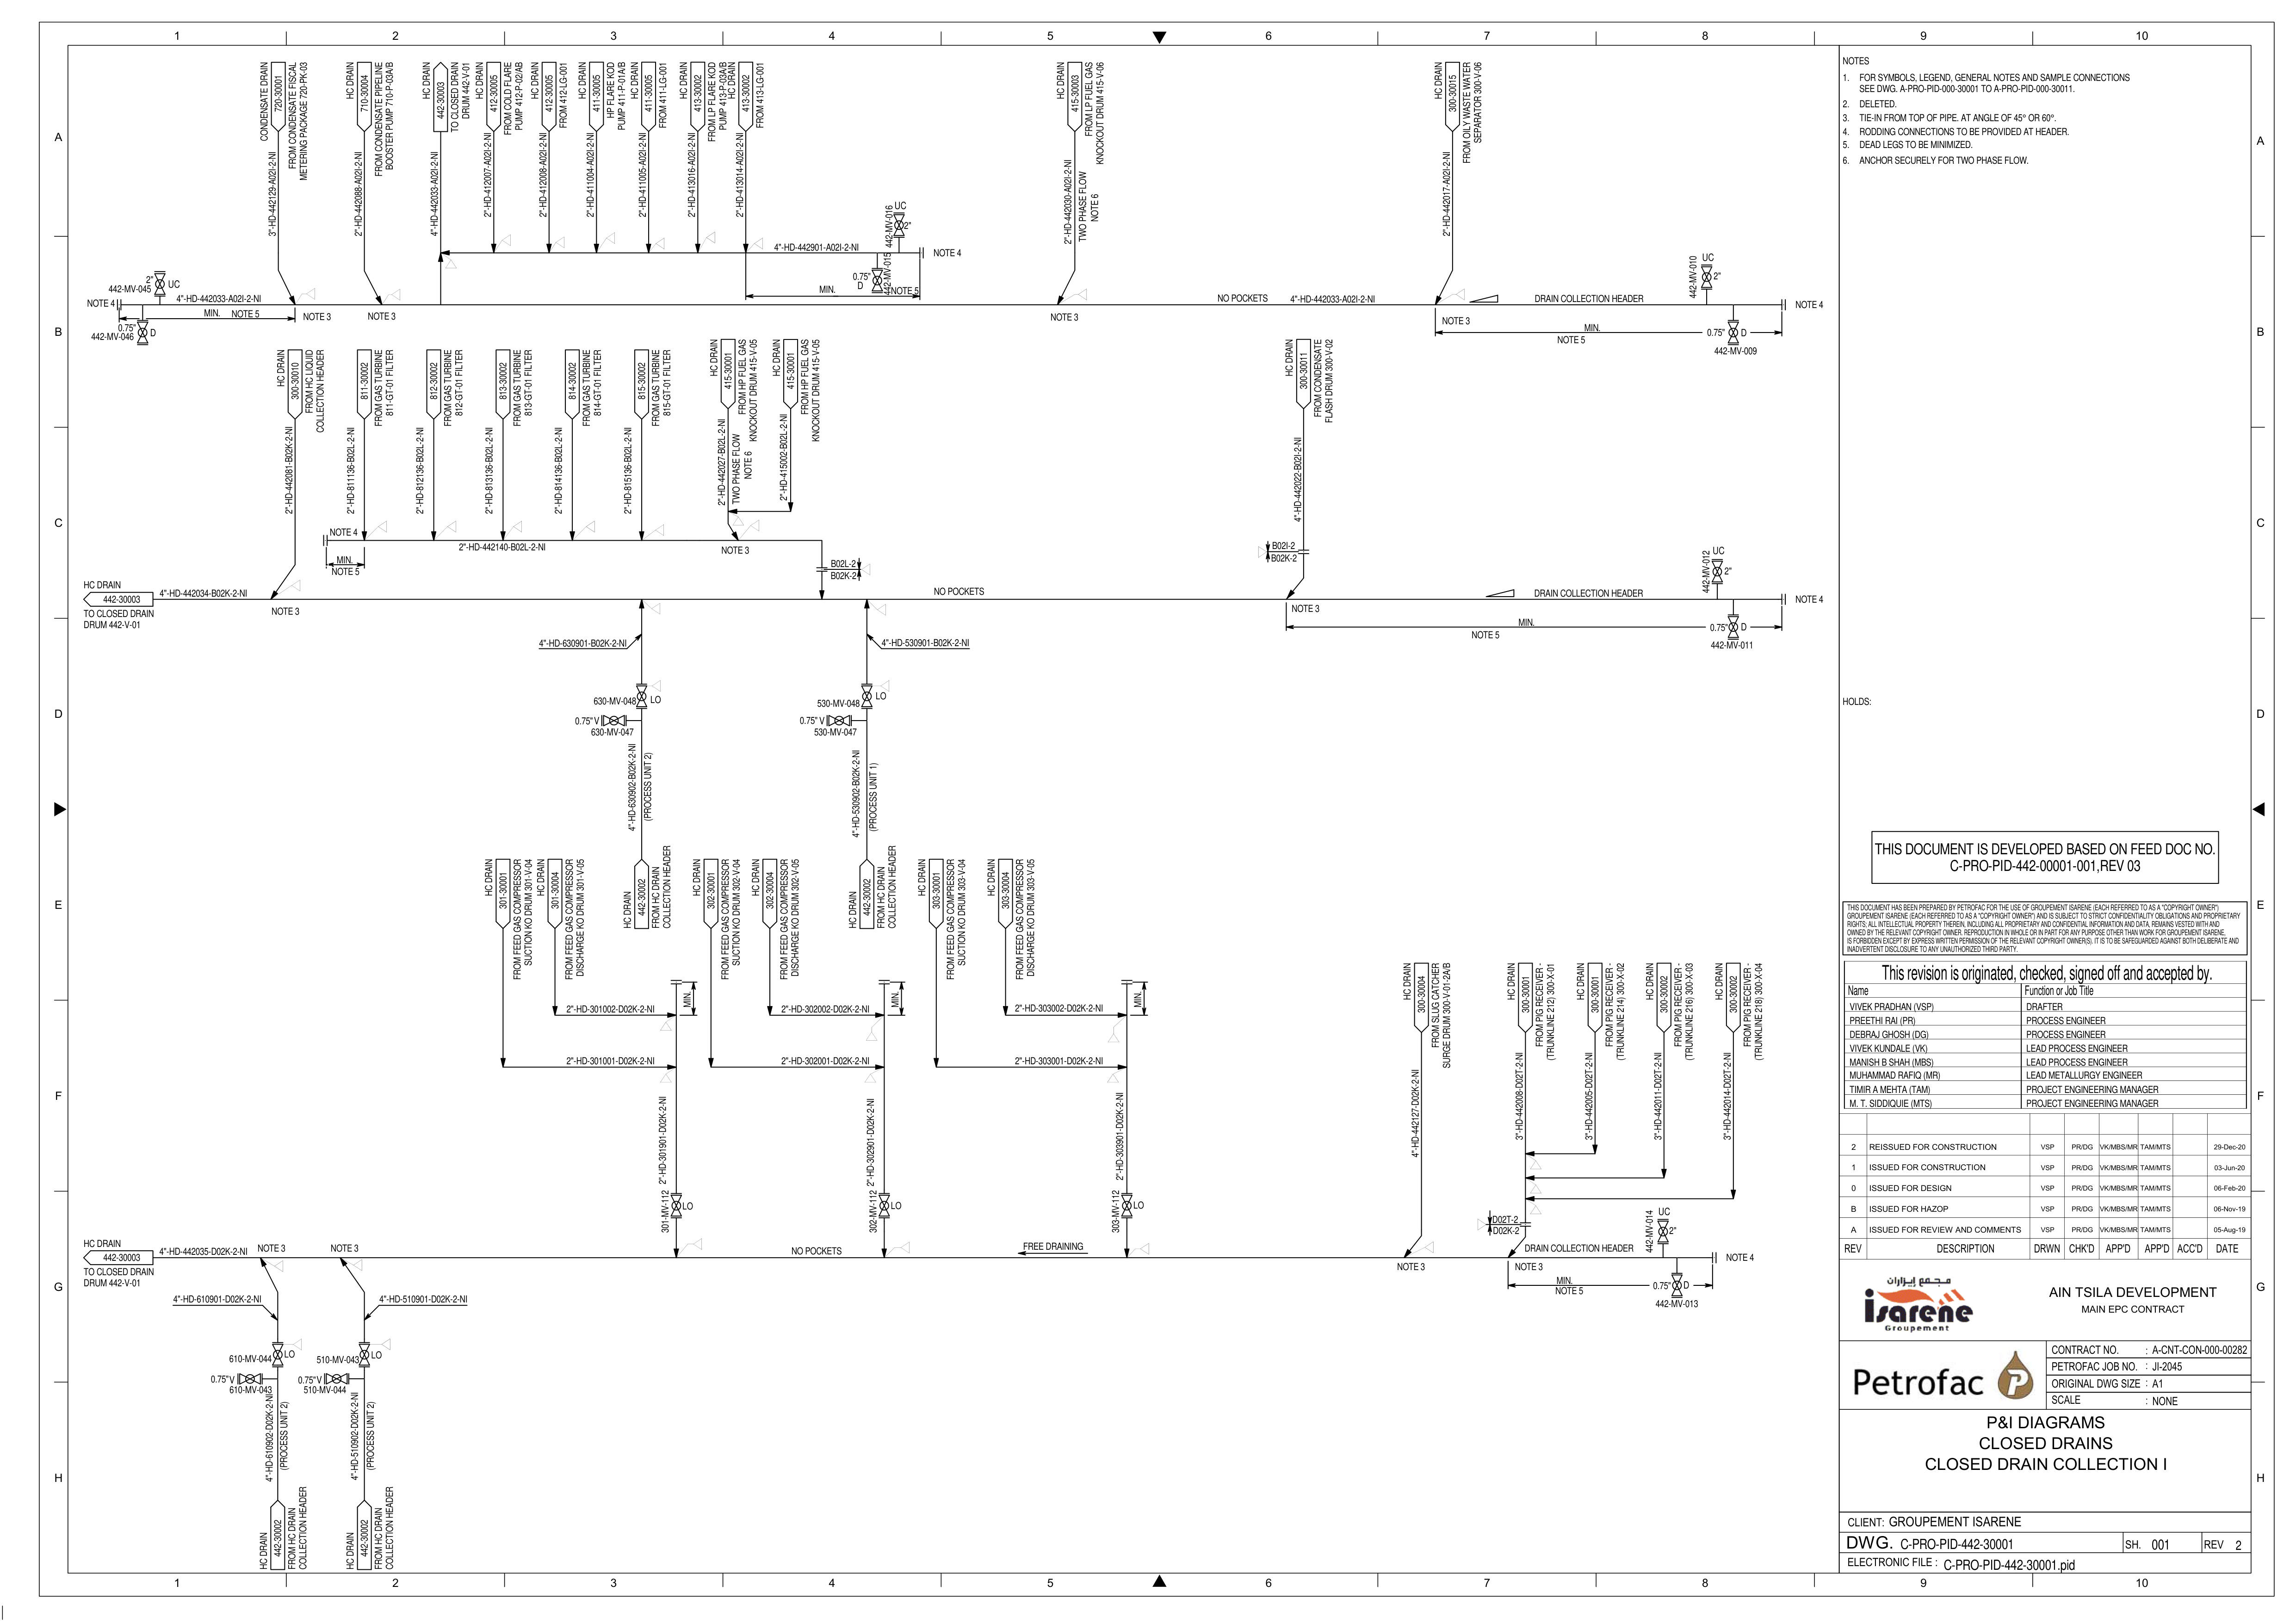 1 2 3 4 5 6 7 8 9 10
A
B
C
D
E
F
G
H
CONDENSATE DRAIN
720-30001
FROM CONDENSATE FISCAL
METERING PACKAGE 720-PK-03
3"-HD-442129-A02I-2-NI
HC DRAIN
710-30004
FROM CONDENSATE PIPELINE
BOOSTER PUMP 710-P-03A/B
2"-HD-442088-A02I-2-NI
442-30003
TO CLOSED DRAIN
DRUM 442-V-01
4"-HD-442033-A02I-2-NI
HC DRAIN
412-30005
FROM COLD FLARE
PUMP 412-P-02/AB
2"-HD-412007-A02I-2-NI
HC DRAIN
412-30005
FROM 412-LG-001
2"-HD-412008-A02I-2-NI
HC DRAIN
411-30005
HP FLARE KOD
PUMP 411-P-01A/B
2"-HD-411004-A02I-2-NI
HC DRAIN
411-30005
FROM 411-LG-001
2"-HD-411005-A02I-2-NI
HC DRAIN
413-30002
FROM LP FLARE KOD
PUMP 413-P-03A/B
2"-HD-413016-A02I-2-NI
HC DRAIN
413-30002
FROM 413-LG-001
2"-HD-413014-A02I-2-NI
4"-HD-442901-A02I-2-NI
442-MV-016
UC
2"
NOTE 4
0.75"
D
442-MV-015
MIN.
NOTE 5
HC DRAIN
415-30003
FROM LP FUEL GAS
KNOCKOUT DRUM 415-V-06
2"-HD-442030-A02I-2-NI
TWO PHASE FLOW
NOTE 6
HC DRAIN
300-30015
FROM OILY WASTE WATER
SEPARATOR 300-V-06
2"-HD-442017-A02I-2-NI
2"
UC
442-MV-045
NOTE 4
4"-HD-442033-A02I-2-NI
MIN. NOTE 5
0.75"
D
442-MV-046
NOTE 3
NOTE 3
NOTE 3
NO POCKETS
4"-HD-442033-A02I-2-NI
NOTE 3
DRAIN COLLECTION HEADER
442-MV-010
UC
2"
NOTE 4
MIN.
NOTE 5
0.75" D
442-MV-009
HC DRAIN
300-30010
FROM HC LIQUID
COLLECTION HEADER
2"-HD-442081-B02K-2-NI
HC DRAIN
811-30002
FROM GAS TURBINE
811-GT-01 FILTER
2"-HD-811136-B02L-2-NI
HC DRAIN
812-30002
FROM GAS TURBINE
812-GT-01 FILTER
2"-HD-812136-B02L-2-NI
HC DRAIN
813-30002
FROM GAS TURBINE
813-GT-01 FILTER
2"-HD-813136-B02L-2-NI
HC DRAIN
814-30002
FROM GAS TURBINE
814-GT-01 FILTER
2"-HD-814136-B02L-2-NI
HC DRAIN
815-30002
FROM GAS TURBINE
815-GT-01 FILTER
2"-HD-815136-B02L-2-NI
HC DRAIN
415-30001
FROM HP FUEL GAS
KNOCKOUT DRUM 415-V-05
2"-HD-442027-B02L-2-NI
TWO PHASE FLOW
NOTE 6
HC DRAIN
415-30001
FROM HP FUEL GAS
KNOCKOUT DRUM 415-V-05
2"-HD-415002-B02L-2-NI
HC DRAIN
300-30011
FROM CONDENSATE
FLASH DRUM 300-V-02
4"-HD-442022-B02I-2-NI
NOTE 4
2"-HD-442140-B02L-2-NI
NOTE 3
MIN.
NOTE 5
B02L-2
B02K-2
B02I-2
B02K-2
HC DRAIN
442-30003
TO CLOSED DRAIN
DRUM 442-V-01
4"-HD-442034-B02K-2-NI
NOTE 3
NO POCKETS
NOTE 3
DRAIN COLLECTION HEADER
442-MV-012
UC
2"
NOTE 4
MIN.
NOTE 5
0.75" D
442-MV-011
4"-HD-630901-B02K-2-NI
4"-HD-530901-B02K-2-NI
630-MV-048
LO
0.75" V
630-MV-047
530-MV-048
LO
0.75" V
530-MV-047
4"-HD-630902-B02K-2-NI
(PROCESS UNIT 2)
4"-HD-530902-B02K-2-NI
(PROCESS UNIT 1)
HC DRAIN
442-30002
FROM HC DRAIN
COLLECTION HEADER
HC DRAIN
442-30002
FROM HC DRAIN
COLLECTION HEADER
HC DRAIN
301-30001
FROM FEED GAS COMPRESSOR
SUCTION KO DRUM 301-V-04
HC DRAIN
301-30004
FROM FEED GAS COMPRESSOR
DISCHARGE KO DRUM 301-V-05
HC DRAIN
302-30001
FROM FEED GAS COMPRESSOR
SUCTION KO DRUM 302-V-04
HC DRAIN
302-30004
FROM FEED GAS COMPRESSOR
DISCHARGE KO DRUM 302-V-05
HC DRAIN
303-30001
FROM FEED GAS COMPRESSOR
SUCTION KO DRUM 303-V-04
HC DRAIN
303-30004
FROM FEED GAS COMPRESSOR
DISCHARGE KO DRUM 303-V-05
2"-HD-301002-D02K-2-NI
MIN.
2"-HD-302002-D02K-2-NI
MIN.
2"-HD-303002-D02K-2-NI
MIN.
2"-HD-301001-D02K-2-NI
2"-HD-302001-D02K-2-NI
2"-HD-303001-D02K-2-NI
2"-HD-301901-D02K-2-NI
2"-HD-302901-D02K-2-NI
2"-HD-303901-D02K-2-NI
301-MV-112
LO
302-MV-112
LO
303-MV-112
LO
HC DRAIN
300-30004
FROM SLUG CATCHER
SURGE DRUM 300-V-01-2A/B
4"-HD-442127-D02K-2-NI
HC DRAIN
300-30001
FROM PIG RECEIVER -
(TRUNKLINE 212) 300-X-01
3"-HD-442008-D02T-2-NI
HC DRAIN
300-30001
FROM PIG RECEIVER -
(TRUNKLINE 214) 300-X-02
3"-HD-442005-D02T-2-NI
HC DRAIN
300-30002
FROM PIG RECEIVER -
(TRUNKLINE 216) 300-X-03
3"-HD-442011-D02T-2-NI
HC DRAIN
300-30002
FROM PIG RECEIVER -
(TRUNKLINE 218) 300-X-04
3"-HD-442014-D02T-2-NI
D02T-2
D02K-2
HC DRAIN
442-30003
TO CLOSED DRAIN
DRUM 442-V-01
4"-HD-442035-D02K-2-NI
NOTE 3
NOTE 3
NO POCKETS
FREE DRAINING
NOTE 3
NOTE 3
DRAIN COLLECTION HEADER
442-MV-014
UC
2"
NOTE 4
MIN.
NOTE 5
0.75" D
442-MV-013
4"-HD-610901-D02K-2-NI
4"-HD-510901-D02K-2-NI
610-MV-044
LO
0.75" V
610-MV-043
510-MV-043
LO
0.75" V
510-MV-044
4"-HD-610902-D02K-2-NI
(PROCESS UNIT 2)
4"-HD-510902-D02K-2-NI
(PROCESS UNIT 2)
HC DRAIN
442-30002
FROM HC DRAIN
COLLECTION HEADER
HC DRAIN
442-30002
FROM HC DRAIN
COLLECTION HEADER
NOTES
1. FOR SYMBOLS, LEGEND, GENERAL NOTES AND SAMPLE CONNECTIONS
SEE DWG. A-PRO-PID-000-30001 TO A-PRO-PID-000-30011.
2. DELETED.
3. TIE-IN FROM TOP OF PIPE. AT ANGLE OF 45° OR 60°.
4. RODDING CONNECTIONS TO BE PROVIDED AT HEADER.
5. DEAD LEGS TO BE MINIMIZED.
6. ANCHOR SECURELY FOR TWO PHASE FLOW.
HOLDS:
THIS DOCUMENT IS DEVELOPED BASED ON FEED DOC NO.
C-PRO-PID-442-00001-001,REV 03
THIS DOCUMENT HAS BEEN PREPARED BY PETROFAC FOR THE USE OF GROUPEMENT ISARENE (EACH REFERRED TO AS A "COPYRIGHT OWNER")
GROUPEMENT ISARENE (EACH REFERRED TO AS A "COPYRIGHT OWNER") AND IS SUBJECT TO STRICT CONFIDENTIALITY OBLIGATIONS AND PROPRIETARY
RIGHTS; ALL INTELLECTUAL PROPERTY THEREIN, INCLUDING ALL PROPRIETARY AND CONFIDENTIAL INFORMATION AND DATA, REMAINS VESTED WITH AND
OWNED BY THE RELEVANT COPYRIGHT OWNER. REPRODUCTION IN WHOLE OR IN PART FOR ANY PURPOSE OTHER THAN WORK FOR GROUPEMENT ISARENE,
IS FORBIDDEN EXCEPT BY EXPRESS WRITTEN PERMISSION OF THE RELEVANT COPYRIGHT OWNER(S). IT IS TO BE SAFEGUARDED AGAINST BOTH DELIBERATE AND
INADVERTENT DISCLOSURE TO ANY UNAUTHORIZED THIRD PARTY.
This revision is originated, checked, signed off and accepted by.
Name Function or Job Title
VIVEK PRADHAN (VSP) DRAFTER
PREETHI RAI (PR) PROCESS ENGINEER
DEBRAJ GHOSH (DG) PROCESS ENGINEER
VIVEK KUNDALE (VK) LEAD PROCESS ENGINEER
MANISH B SHAH (MBS) LEAD PROCESS ENGINEER
MUHAMMAD RAFIQ (MR) LEAD METALLURGY ENGINEER
TIMIR A MEHTA (TAM) PROJECT ENGINEERING MANAGER
M. T. SIDDIQUIE (MTS) PROJECT ENGINEERING MANAGER
2 REISSUED FOR CONSTRUCTION VSP PR/DG VK/MBS/MR TAM/MTS 29-Dec-20
1 ISSUED FOR CONSTRUCTION VSP PR/DG VK/MBS/MR TAM/MTS 03-Jun-20
0 ISSUED FOR DESIGN VSP PR/DG VK/MBS/MR TAM/MTS 06-Feb-20
B ISSUED FOR HAZOP VSP PR/DG VK/MBS/MR TAM/MTS 06-Nov-19
A ISSUED FOR REVIEW AND COMMENTS VSP PR/DG VK/MBS/MR TAM/MTS 05-Aug-19
REV DESCRIPTION DRWN CHK'D APP'D APP'D ACC'D DATE
مجمع إيزاران
isarene
Groupement
AIN TSILA DEVELOPMENT
MAIN EPC CONTRACT
Petrofac
CONTRACT NO. : A-CNT-CON-000-00282
PETROFAC JOB NO. : JI-2045
ORIGINAL DWG SIZE : A1
SCALE : NONE
P&I DIAGRAMS
CLOSED DRAINS
CLOSED DRAIN COLLECTION I
CLIENT: GROUPEMENT ISARENE
DWG. C-PRO-PID-442-30001 SH. 001 REV 2
ELECTRONIC FILE : C-PRO-PID-442-30001.pid
1 2 3 4 5 6 7 8 9 10